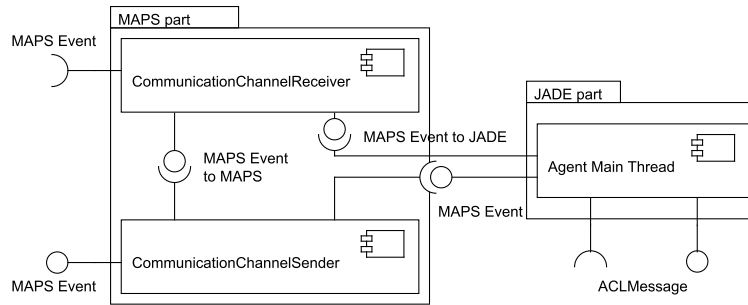 MAPS part
MAPS Event
CommunicationChannelReceiver
JADE part
MAPS Event to JADE
MAPS Event
to MAPS
Agent Main Thread
MAPS Event
CommunicationChannelSender
MAPS Event
ACLMessage